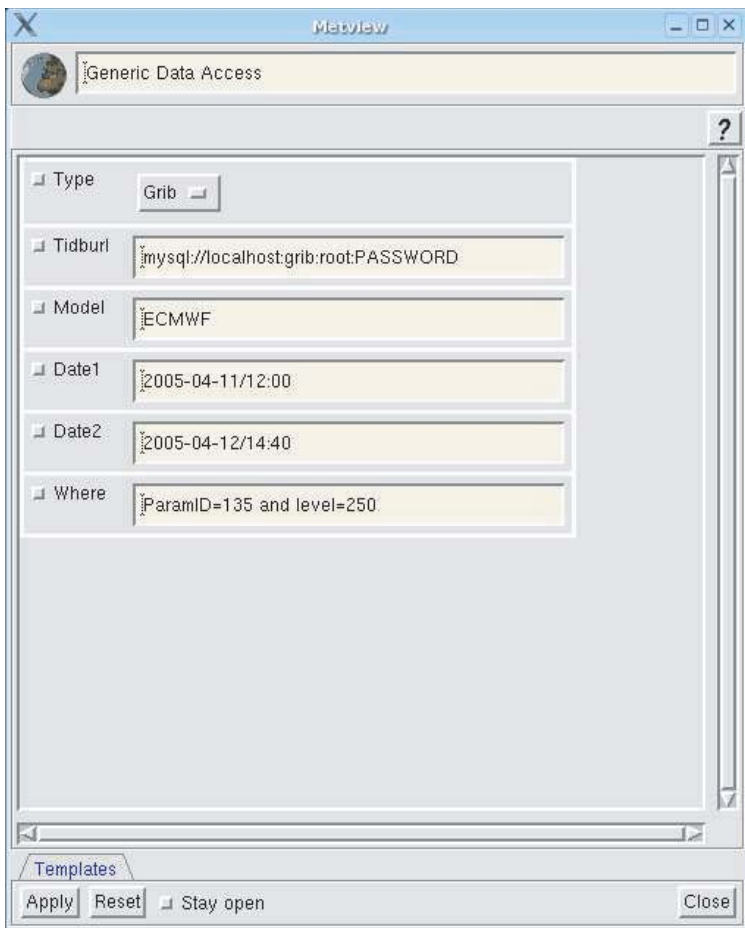 Metview
Generic Data Access
?
Type
Grib
Tidburl
mysql://localhost:grib:root:PASSWORD
Model
ECMWF
Date1
2005-04-11/12:00
Date2
2005-04-12/14:40
Where
ParamID=135 and level=250
Templates
Apply Reset Stay open Close